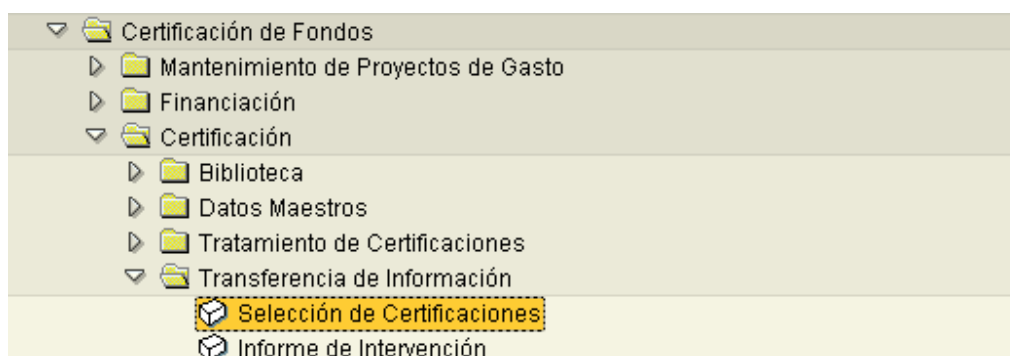 Certificación de Fondos
Mantenimiento de Proyectos de Gasto
Financiación
Certificación
Biblioteca
Datos Maestros
Tratamiento de Certificaciones
Transferencia de Información
Selección de Certificaciones
Informe de Intervención